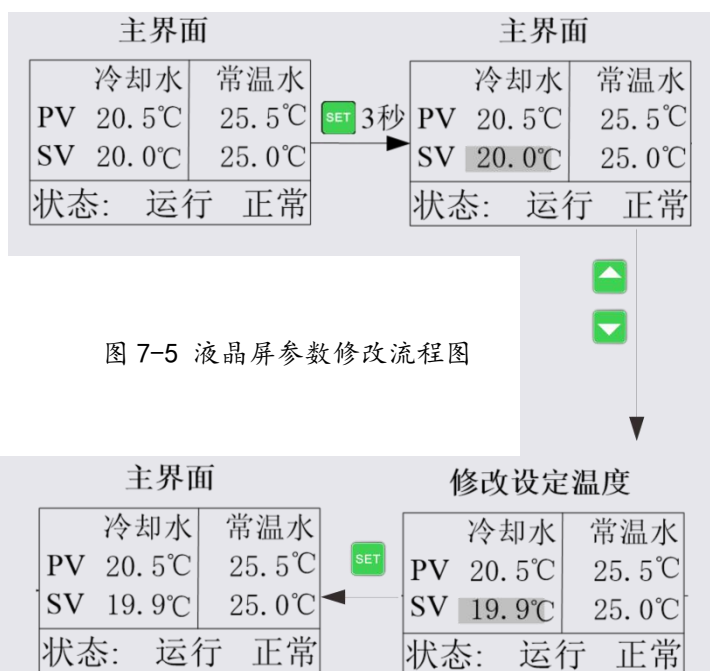 主界面
冷却水 常温水
PV 20.5℃ 25.5℃
SV 20.0℃ 25.0℃
状态: 运行 正常
SET 3秒
主界面
冷却水 常温水
PV 20.5℃ 25.5℃
SV 20.0℃ 25.0℃
状态: 运行 正常
图 7-5 液晶屏参数修改流程图
修改设定温度
冷却水 常温水
PV 20.5℃ 25.5℃
SV 19.9℃ 25.0℃
状态: 运行 正常
SET
主界面
冷却水 常温水
PV 20.5℃ 25.5℃
SV 19.9℃ 25.0℃
状态: 运行 正常